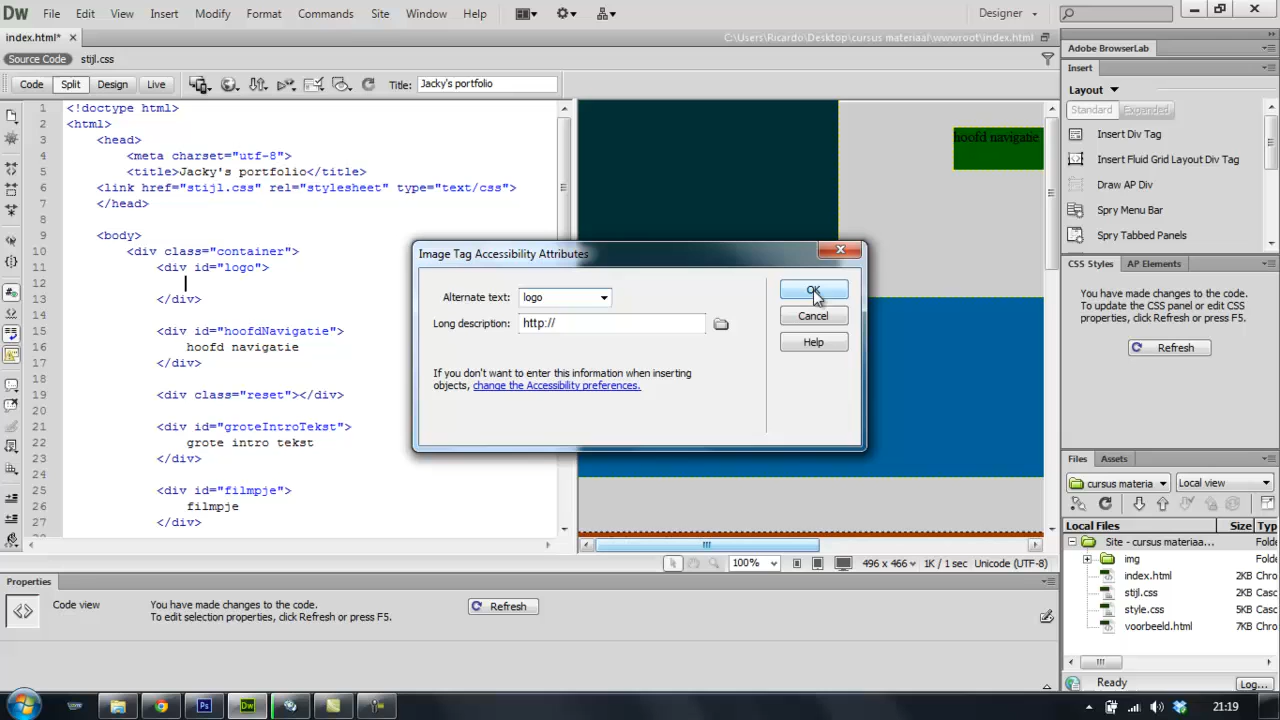 DW File Edit View Insert Modify Format Commands Site Window Help Designer
index.html* C:\Users\Ricardo\Desktop\cursus materiaal\wwwroot\index.html
Source Code stijl.css
Code Split Design Live Title: Jacky's portfolio
1 <!doctype html>
2 <html>
3 <head>
4 <meta charset="utf-8">
5 <title>Jacky's portfolio</title>
6 <link href="stijl.css" rel="stylesheet" type="text/css">
7 </head>
8
9 <body>
10 <div class="container">
11 <div id="logo">
12
13 </div>
14
15 <div id="hoofdNavigatie">
16 hoofd navigatie
17 </div>
18
19 <div class="reset"></div>
20
21 <div id="groteIntroTekst">
22 grote intro tekst
23 </div>
24
25 <div id="filmpje">
26 filmpje
27 </div>
hoofd navigatie
Image Tag Accessibility Attributes
Alternate text: logo
Long description: http://
OK
Cancel
Help
If you don't want to enter this information when inserting
objects, change the Accessibility preferences.
100% 496 x 466 1K / 1 sec Unicode (UTF-8)
Properties
Code view
You have made changes to the code.
To edit selection properties, click Refresh or press F5.
Refresh
Adobe BrowserLab
Insert
Layout
Standard Expanded
Insert Div Tag
Insert Fluid Grid Layout Div Tag
Draw AP Div
Spry Menu Bar
Spry Tabbed Panels
CSS Styles AP Elements
You have made changes to the code.
To update the CSS panel or edit CSS
properties, click Refresh or press F5.
Refresh
Files Assets
cursus materia Local view
Local Files Size Type
Site - cursus materiaa... Folde
img Folde
index.html 2KB Chro
stijl.css 2KB Casc
style.css 5KB Casc
voorbeeld.html 7KB Chro
Ready Log...
Ps Dw
21:19